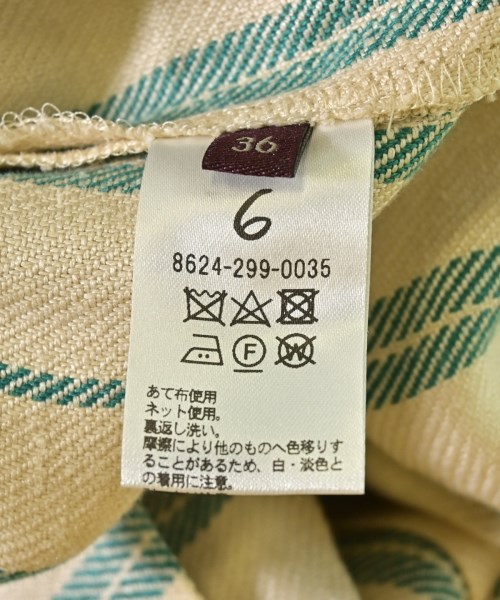 36
6
8624-299-0035
F
W
あて布使用
ネット使用。
裏返し洗い。
摩擦により他のものへ色移りす
ることがあるため、白・淡色と
の着用に注意。